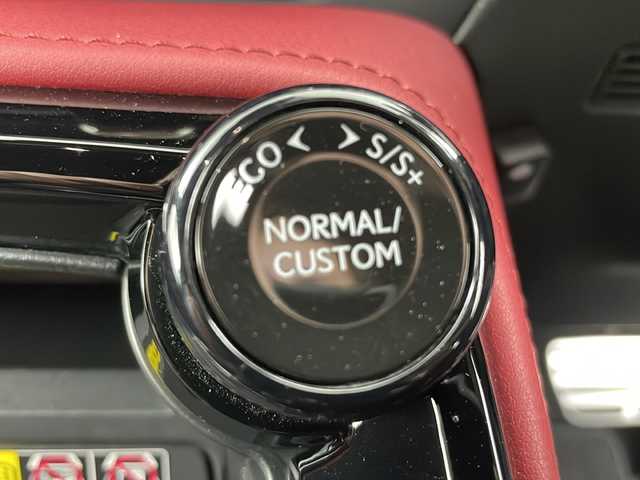 ECO < > S/S+
NORMAL/
CUSTOM